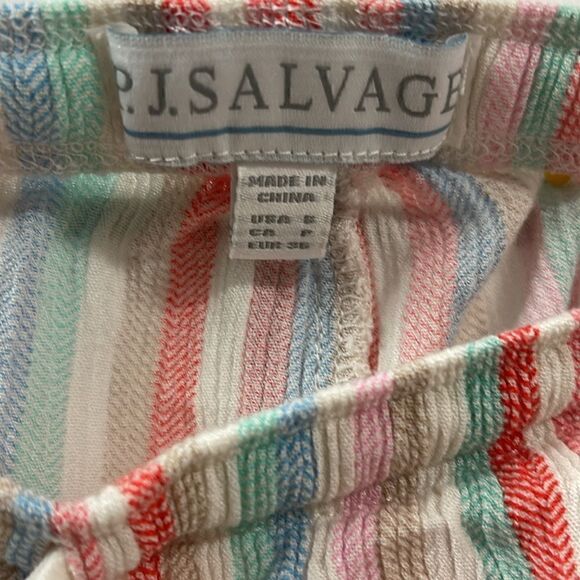 P.J.SALVAGE
MADE IN
CHINA
USA S
CA P
EUR 36